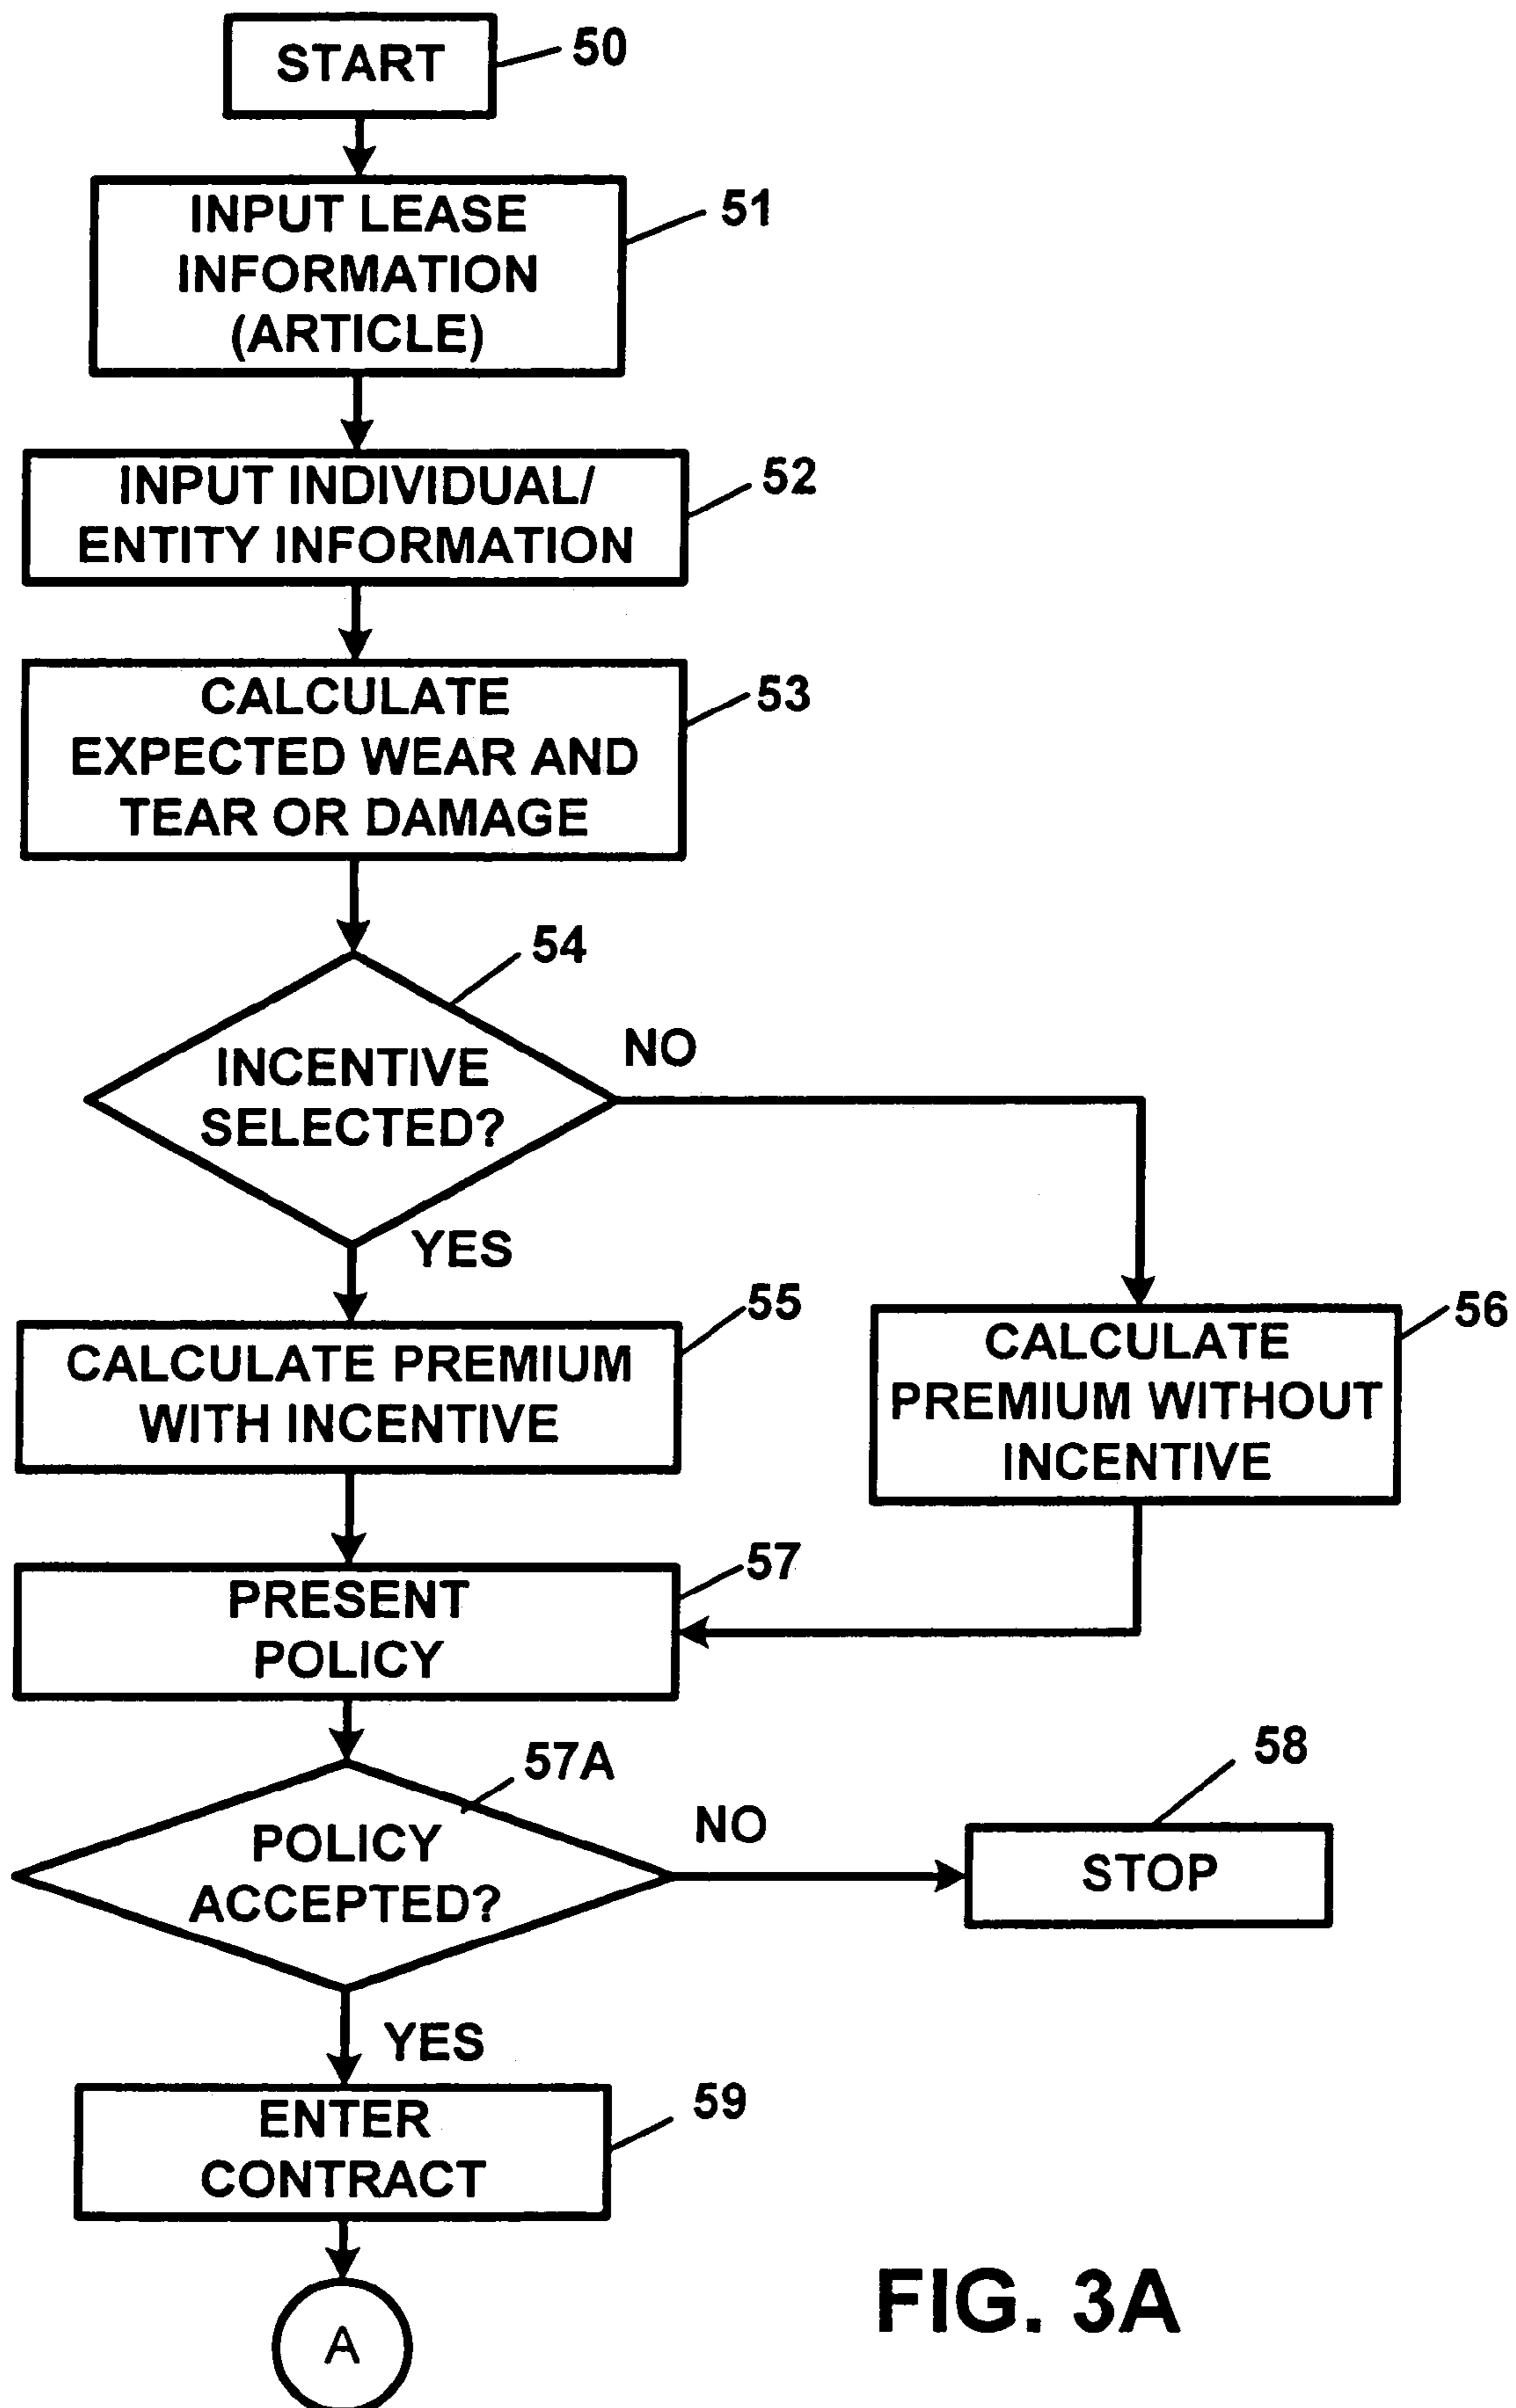 START
50
INPUT LEASE
INFORMATION
(ARTICLE)
51
INPUT INDIVIDUAL/
ENTITY INFORMATION
52
CALCULATE
EXPECTED WEAR AND
TEAR OR DAMAGE
53
54
INCENTIVE
SELECTED?
NO
YES
CALCULATE PREMIUM
WITH INCENTIVE
55
CALCULATE
PREMIUM WITHOUT
INCENTIVE
56
PRESENT
POLICY
57
57A
POLICY
ACCEPTED?
NO
58
STOP
YES
ENTER
CONTRACT
59
A
FIG. 3A